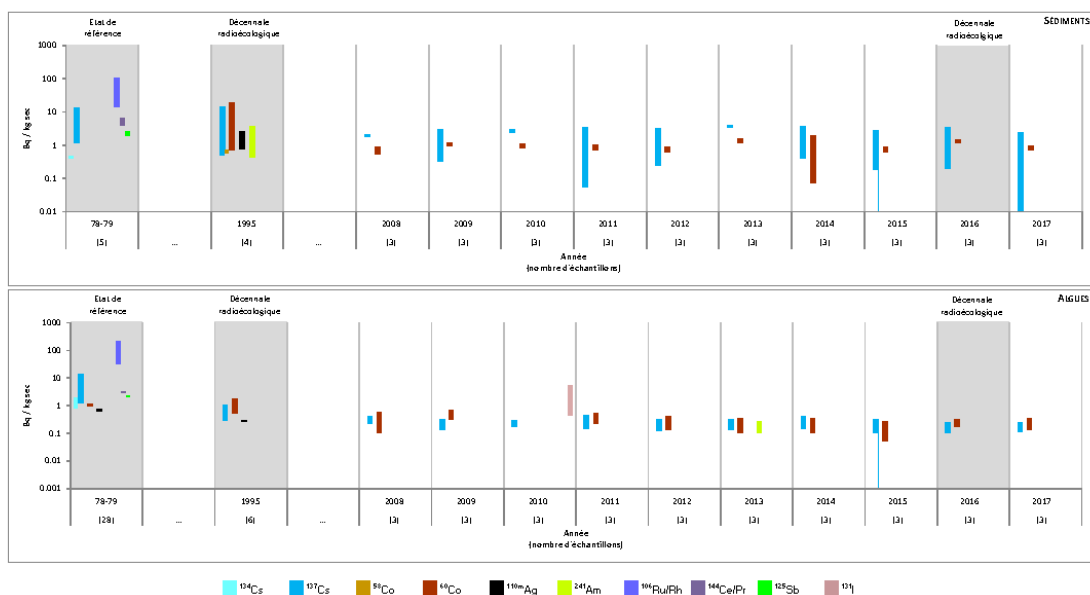 SÉDIMENTS
Etat de référence
Décennale radioécologique
Décennale radioécolgique
Bq / kg sec
1000
100
10
1
0.1
0.01
78-79 ... 1995 ... 2008 2009 2010 2011 2012 2013 2014 2015 2016 2017
(5) (4) (3) (3) (3) (3) (3) (3) (3) (3) (3) (3)
Année
(nombre d'échantillons)
ALGUES
Etat de référence
Décennale radioécologique
Décennale radioécologique
Bq / kg sec
1000
100
10
1
0.1
0.01
0.001
78-79 ... 1995 ... 2008 2009 2010 2011 2012 2013 2014 2015 2016 2017
(28) (6) (3) (3) (3) (3) (3) (3) (3) (3) (3) (3)
Année
(nombre d'échantillons)
¹³⁴Cs ¹³⁷Cs ⁵⁸Co ⁶⁰Co ¹¹⁰ᵐAg ²⁴¹Am ¹⁰⁶Ru/Rh ¹⁴⁴Ce/Pr ¹²⁵Sb ¹³¹I